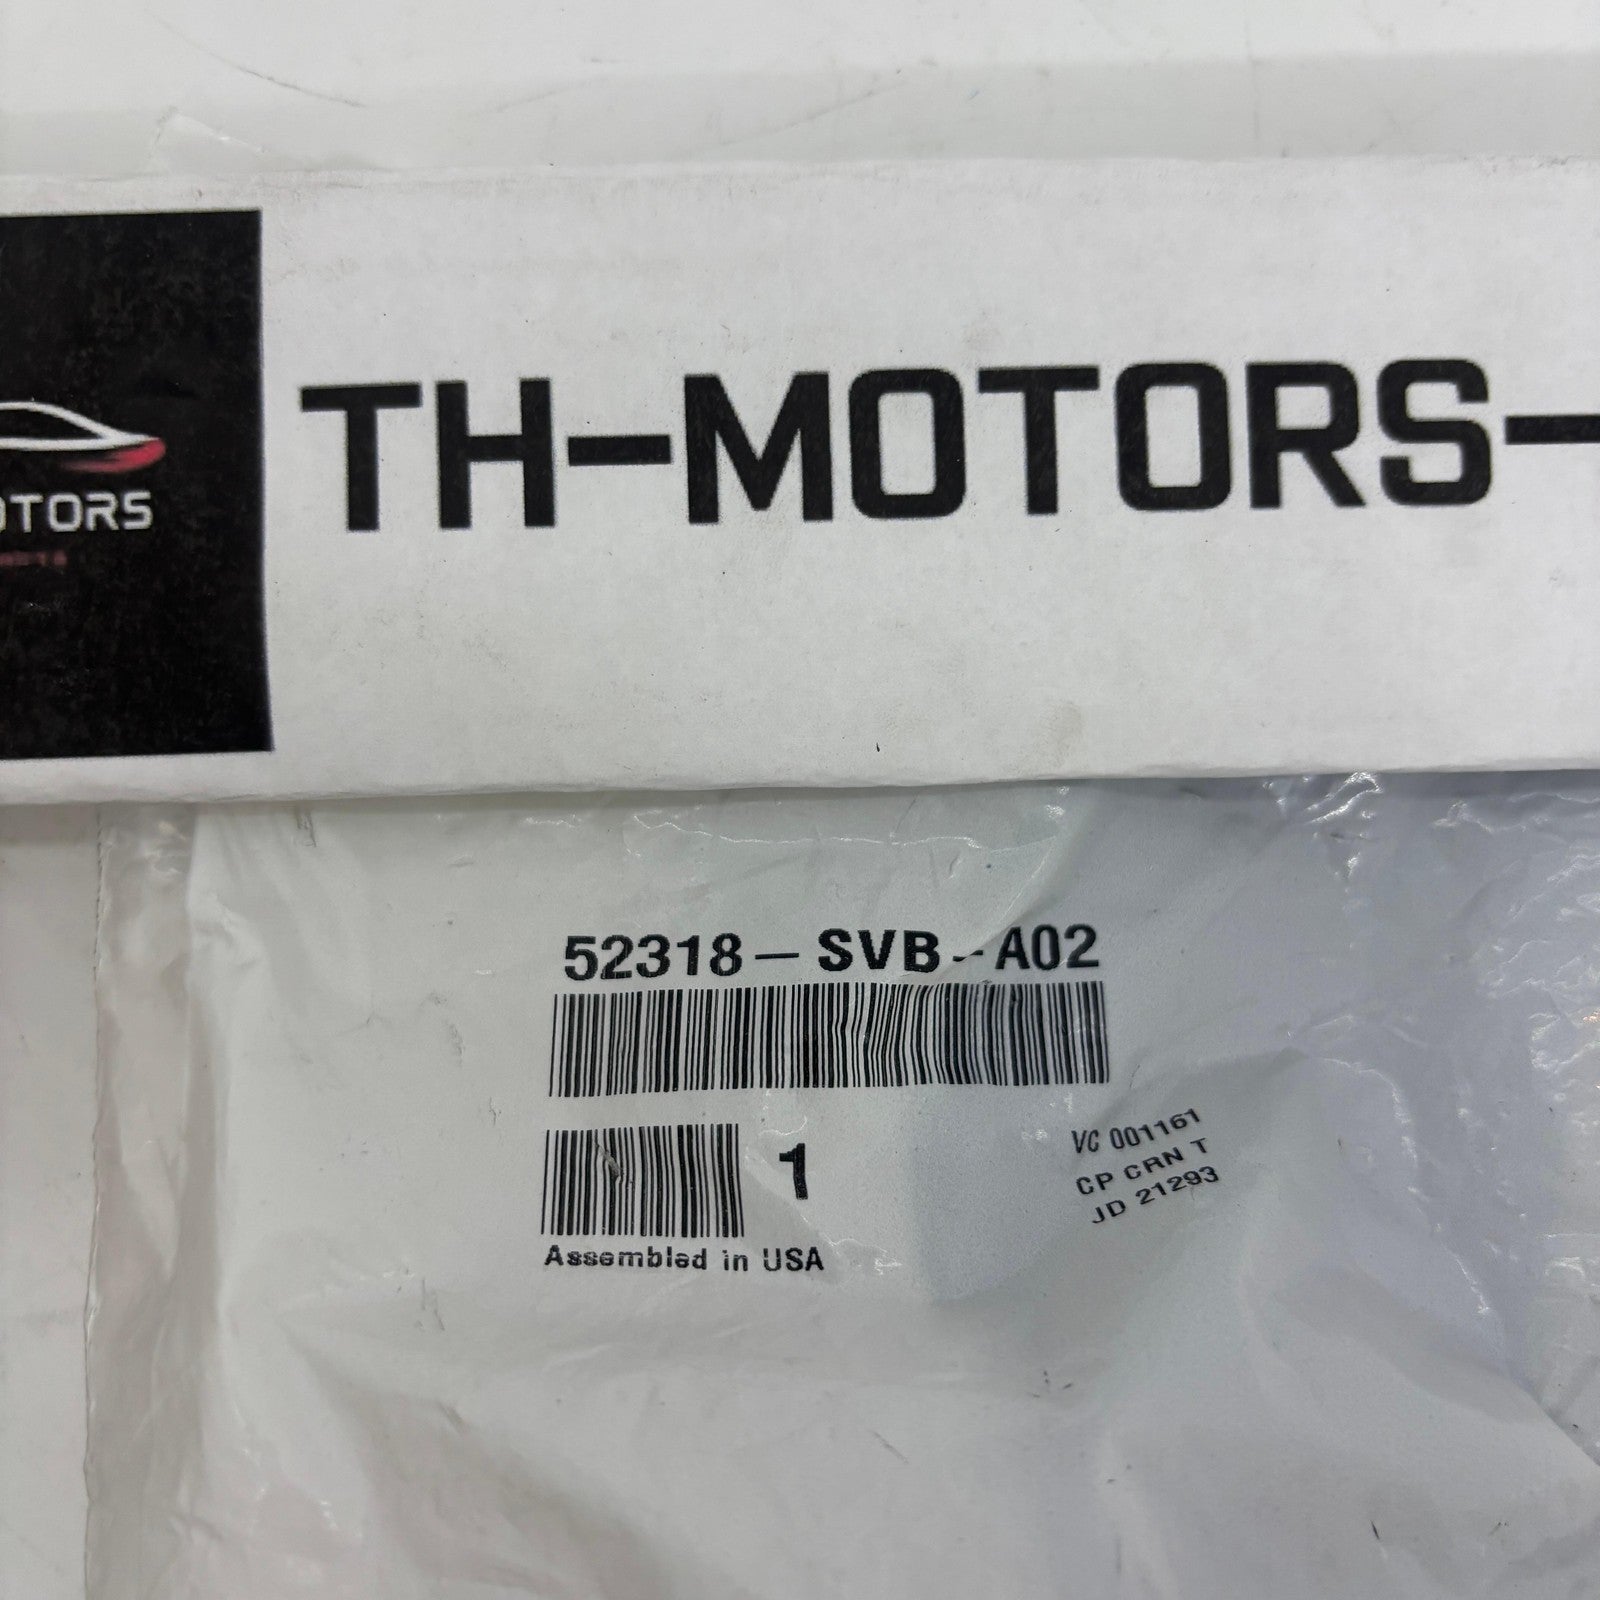 TH-MOTORS-
OTORS
52318-SVB-A02
1
VC 001161
CP CRN T
JD 21293
Assembled in USA